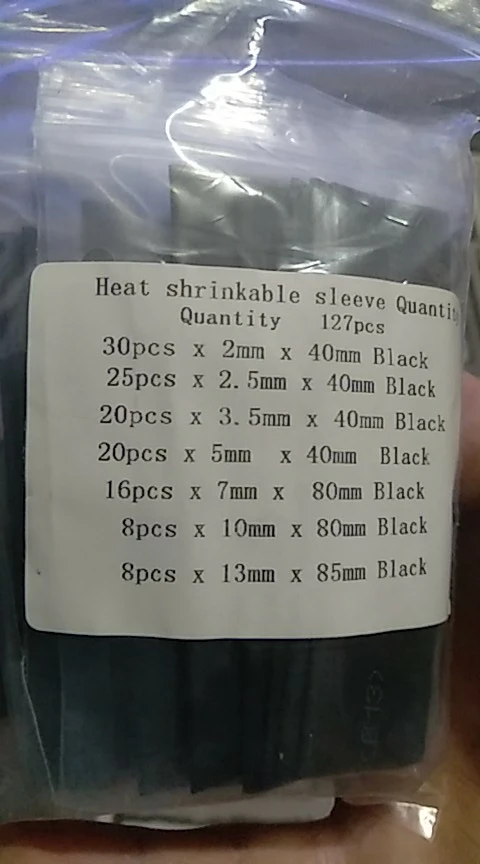 Heat shrinkable sleeve Quantit
Quantity 127pcs
30pcs x 2mm x 40mm Black
25pcs x 2.5mm x 40mm Black
20pcs x 3.5mm x 40mm Black
20pcs x 5mm x 40mm Black
16pcs x 7mm x 80mm Black
8pcs x 10mm x 80mm Black
8pcs x 13mm x 85mm Black